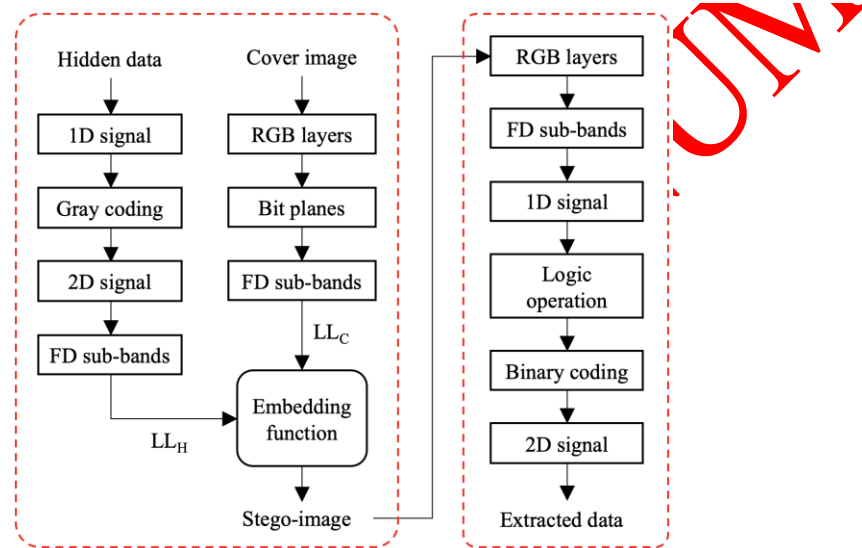 Hidden data
1D signal
Gray coding
2D signal
FD sub-bands
LLH
Cover image
RGB layers
Bit planes
FD sub-bands
LLC
Embedding
function
Stego-image
RGB layers
FD sub-bands
1D signal
Logic
operation
Binary coding
2D signal
Extracted data
UM